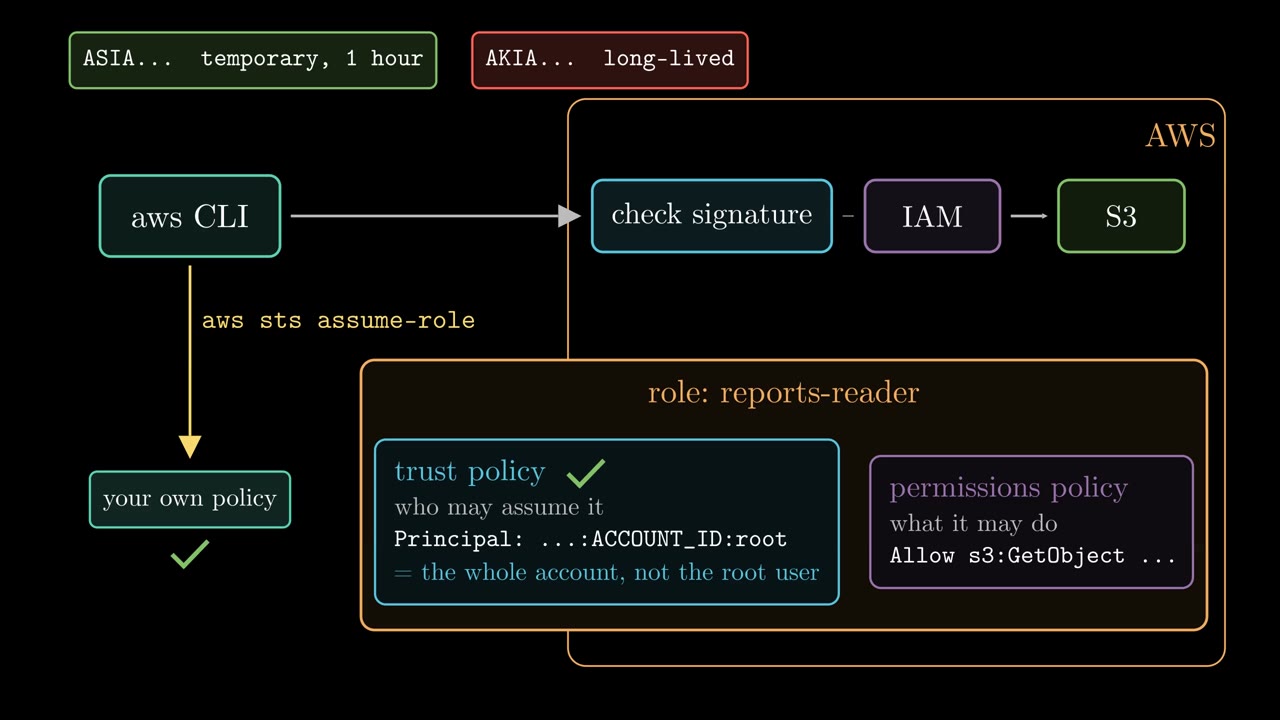 ASIA... temporary, 1 hour
AKIA... long-lived
AWS
aws CLI
check signature
IAM
S3
aws sts assume-role
role: reports-reader
your own policy
trust policy
who may assume it
Principal: ...:ACCOUNT_ID:root
= the whole account, not the root user
permissions policy
what it may do
Allow s3:GetObject ...